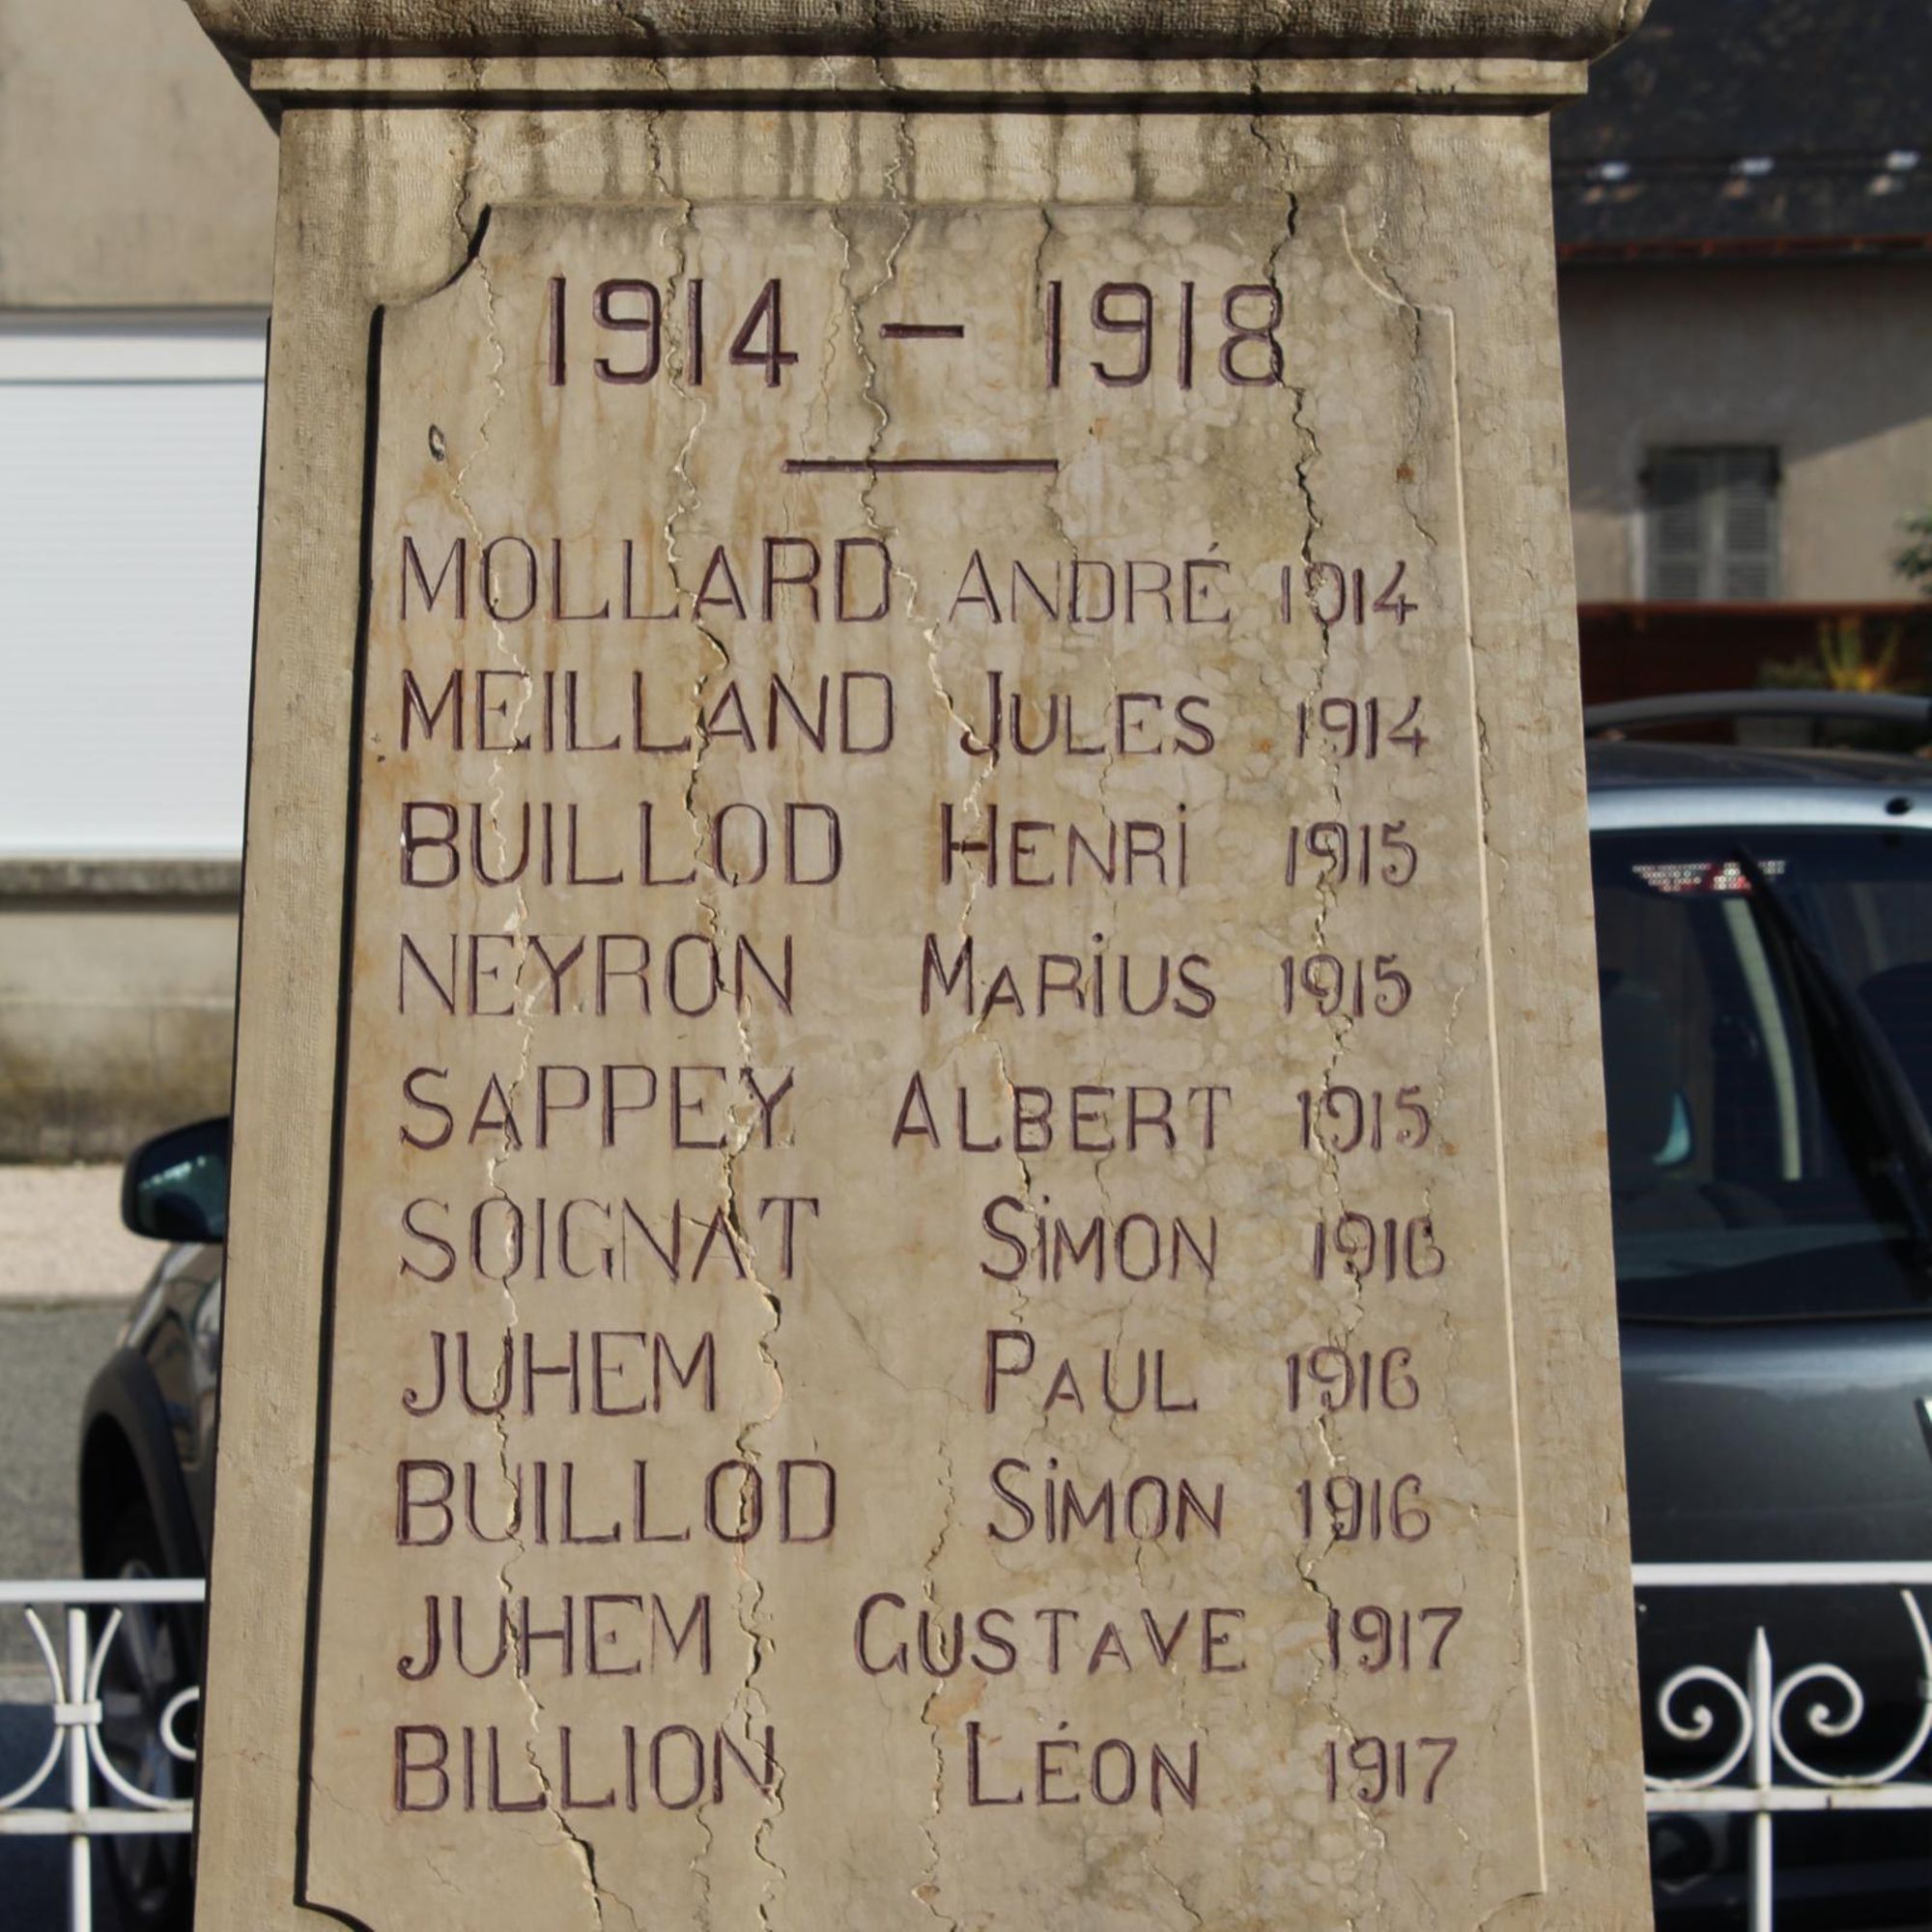 1914 - 1918
MOLLARD ANDRÉ 1914
MEILLAND JULES 1914
BUILLOD HENRi 1915
NEYRON MARiUS 1915
SAPPEY ALBERT 1915
SOIGNAT SiMON 1916
JUHEM PAUL 1916
BUILLOD SiMON 1916
JUHEM GUSTAVE 1917
BILLION LÉON 1917